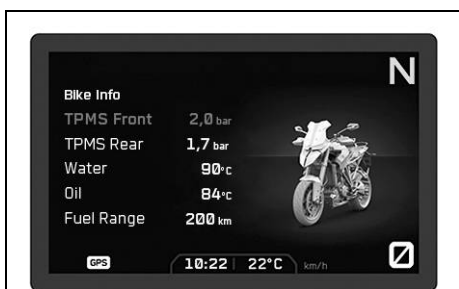 N
Bike Info
TPMS Front 2,0 bar
TPMS Rear 1,7 bar
Water 90°C
Oil 84°C
Fuel Range 200 km
GPS 10:22 22°C km/h 0